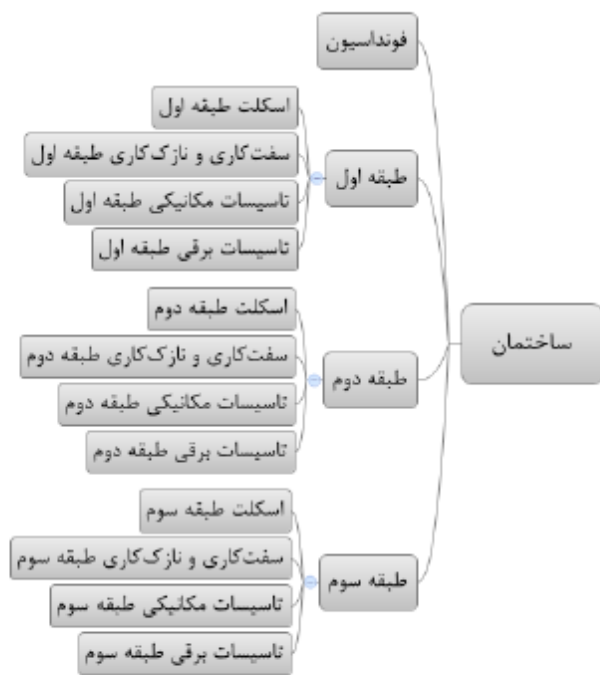 ساختمان
فونداسیون
طبقه اول
اسکلت طبقه اول
سفت‌کاری و نازک‌کاری طبقه اول
تاسیسات مکانیکی طبقه اول
تاسیسات برقی طبقه اول
طبقه دوم
اسکلت طبقه دوم
سفت‌کاری و نازک‌کاری طبقه دوم
تاسیسات مکانیکی طبقه دوم
تاسیسات برقی طبقه دوم
طبقه سوم
اسکلت طبقه سوم
سفت‌کاری و نازک‌کاری طبقه سوم
تاسیسات مکانیکی طبقه سوم
تاسیسات برقی طبقه سوم